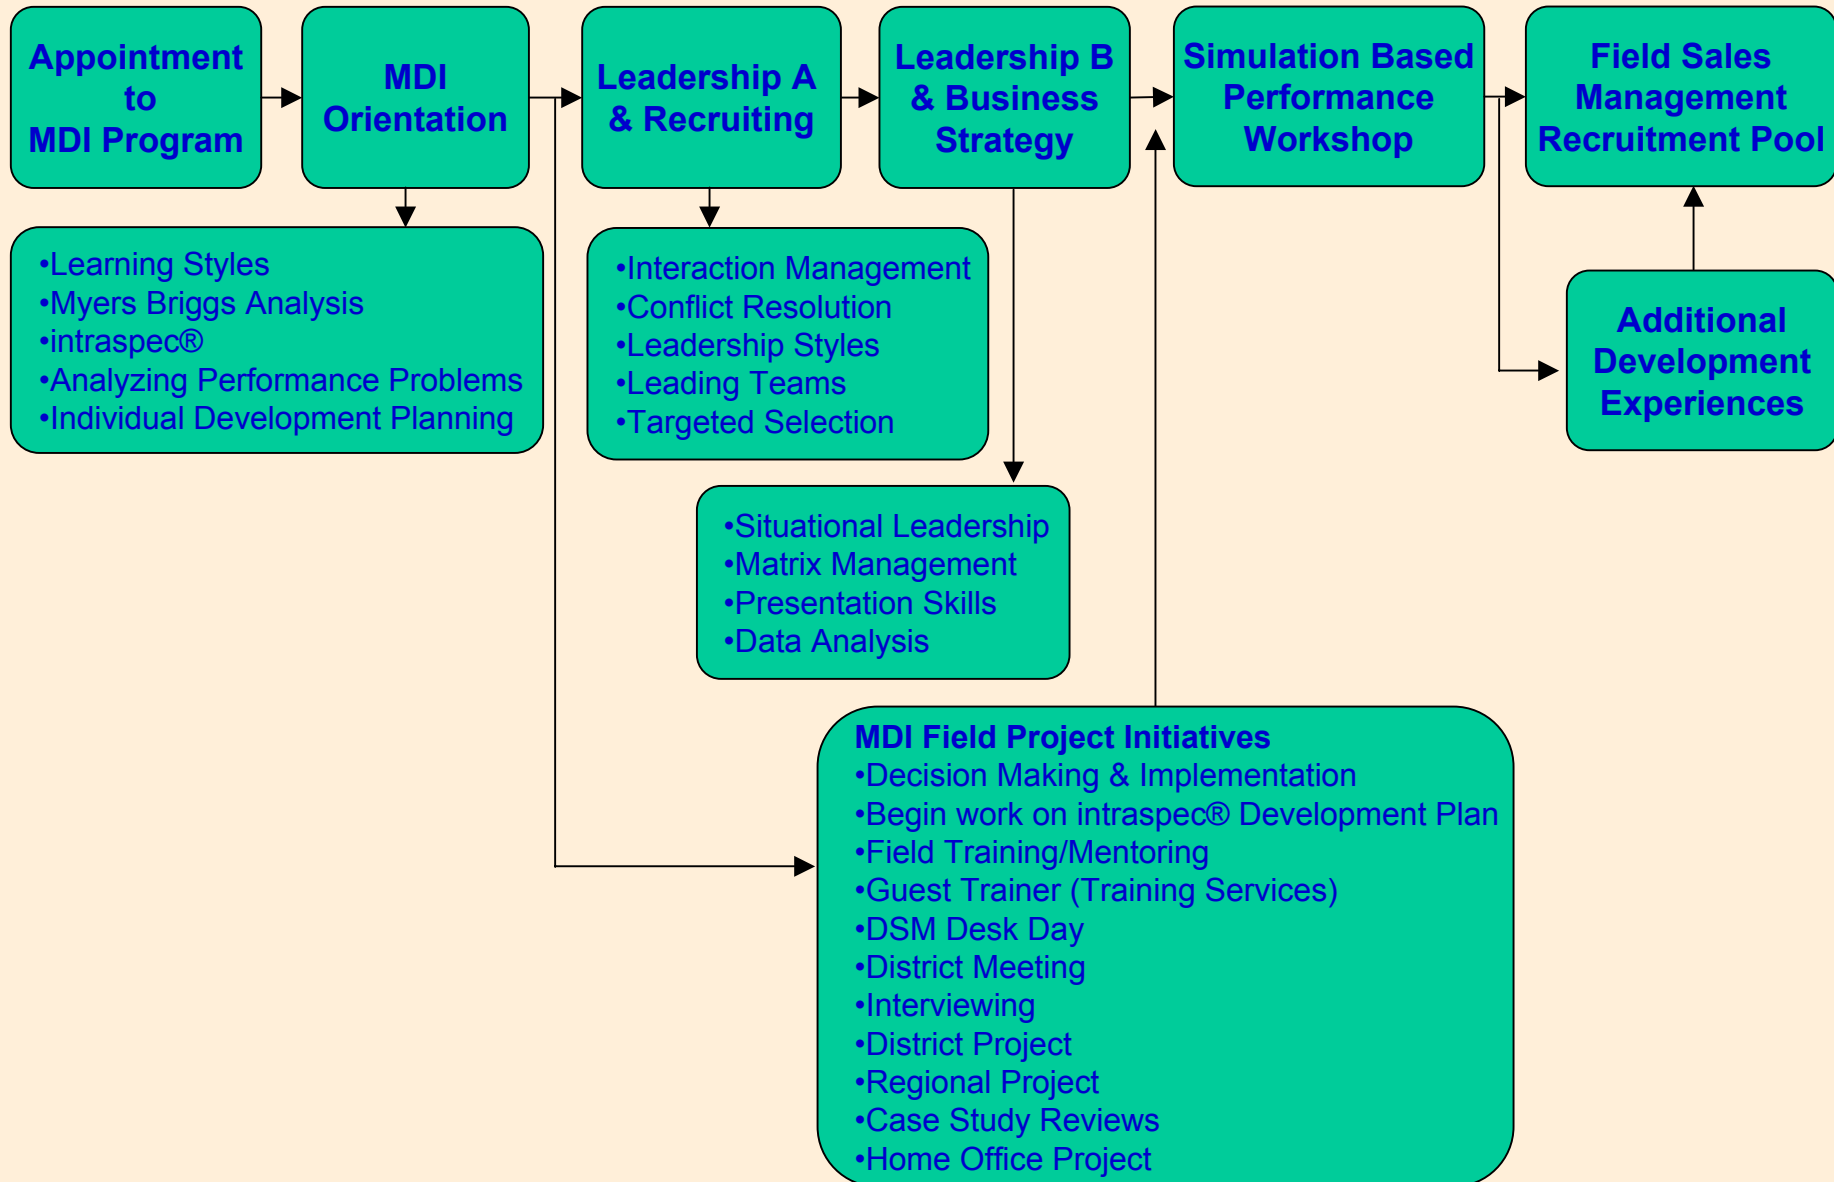 Appointment
to
MDI Program
MDI
Orientation
Leadership A
& Recruiting
Leadership B
& Business
Strategy
Simulation Based
Performance
Workshop
Field Sales
Management
Recruitment Pool
•Learning Styles
•Myers Briggs Analysis
•intraspec®
•Analyzing Performance Problems
•Individual Development Planning
•Interaction Management
•Conflict Resolution
•Leadership Styles
•Leading Teams
•Targeted Selection
Additional
Development
Experiences
•Situational Leadership
•Matrix Management
•Presentation Skills
•Data Analysis
MDI Field Project Initiatives
•Decision Making & Implementation
•Begin work on intraspec® Development Plan
•Field Training/Mentoring
•Guest Trainer (Training Services)
•DSM Desk Day
•District Meeting
•Interviewing
•District Project
•Regional Project
•Case Study Reviews
•Home Office Project